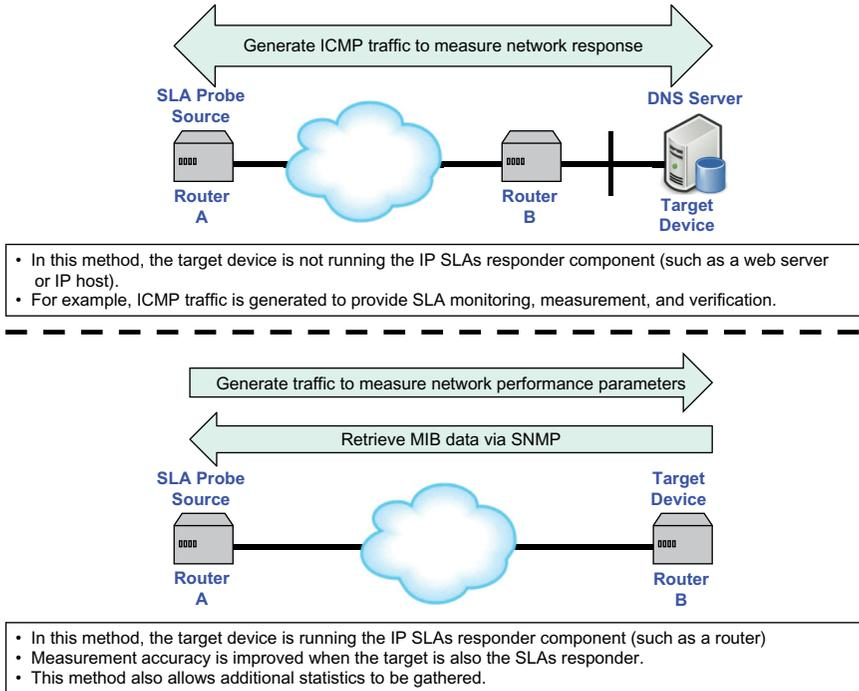 Generate ICMP traffic to measure network response
SLA Probe
Source
DNS Server
Router
A
Router
B
Target
Device
• In this method, the target device is not running the IP SLAs responder component (such as a web server
or IP host).
• For example, ICMP traffic is generated to provide SLA monitoring, measurement, and verification.
Generate traffic to measure network performance parameters
Retrieve MIB data via SNMP
SLA Probe
Source
Target
Device
Router
A
Router
B
• In this method, the target device is running the IP SLAs responder component (such as a router)
• Measurement accuracy is improved when the target is also the SLAs responder.
• This method also allows additional statistics to be gathered.